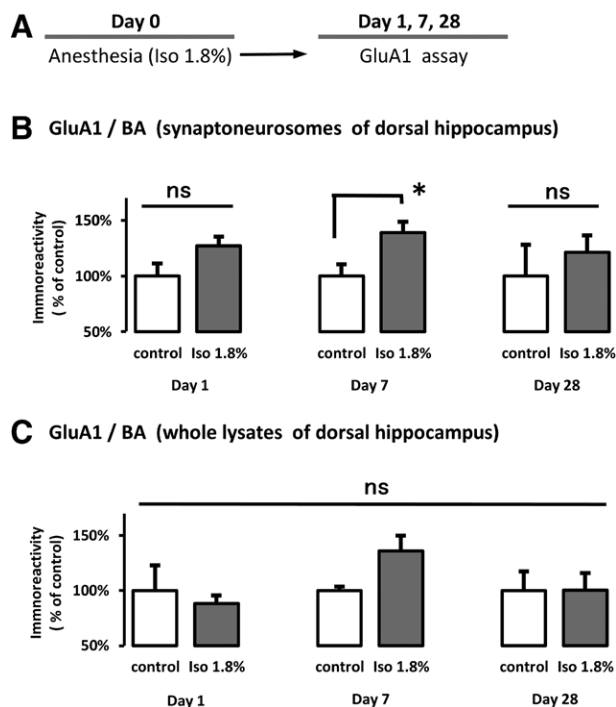 A
Day 0
Day 1, 7, 28
Anesthesia (Iso 1.8%)
GluA1 assay
B GluA1 / BA (synaptoneurosomes of dorsal hippocampus)
ns
*
ns
Immnoreactivity
( % of control)
150%
100%
50%
control Iso 1.8%
control Iso 1.8%
control Iso 1.8%
Day 1
Day 7
Day 28
C GluA1 / BA (whole lysates of dorsal hippocampus)
ns
Immnoreactivity
( % of control)
150%
100%
50%
control Iso 1.8%
control Iso 1.8%
control Iso 1.8%
Day 1
Day 7
Day 28